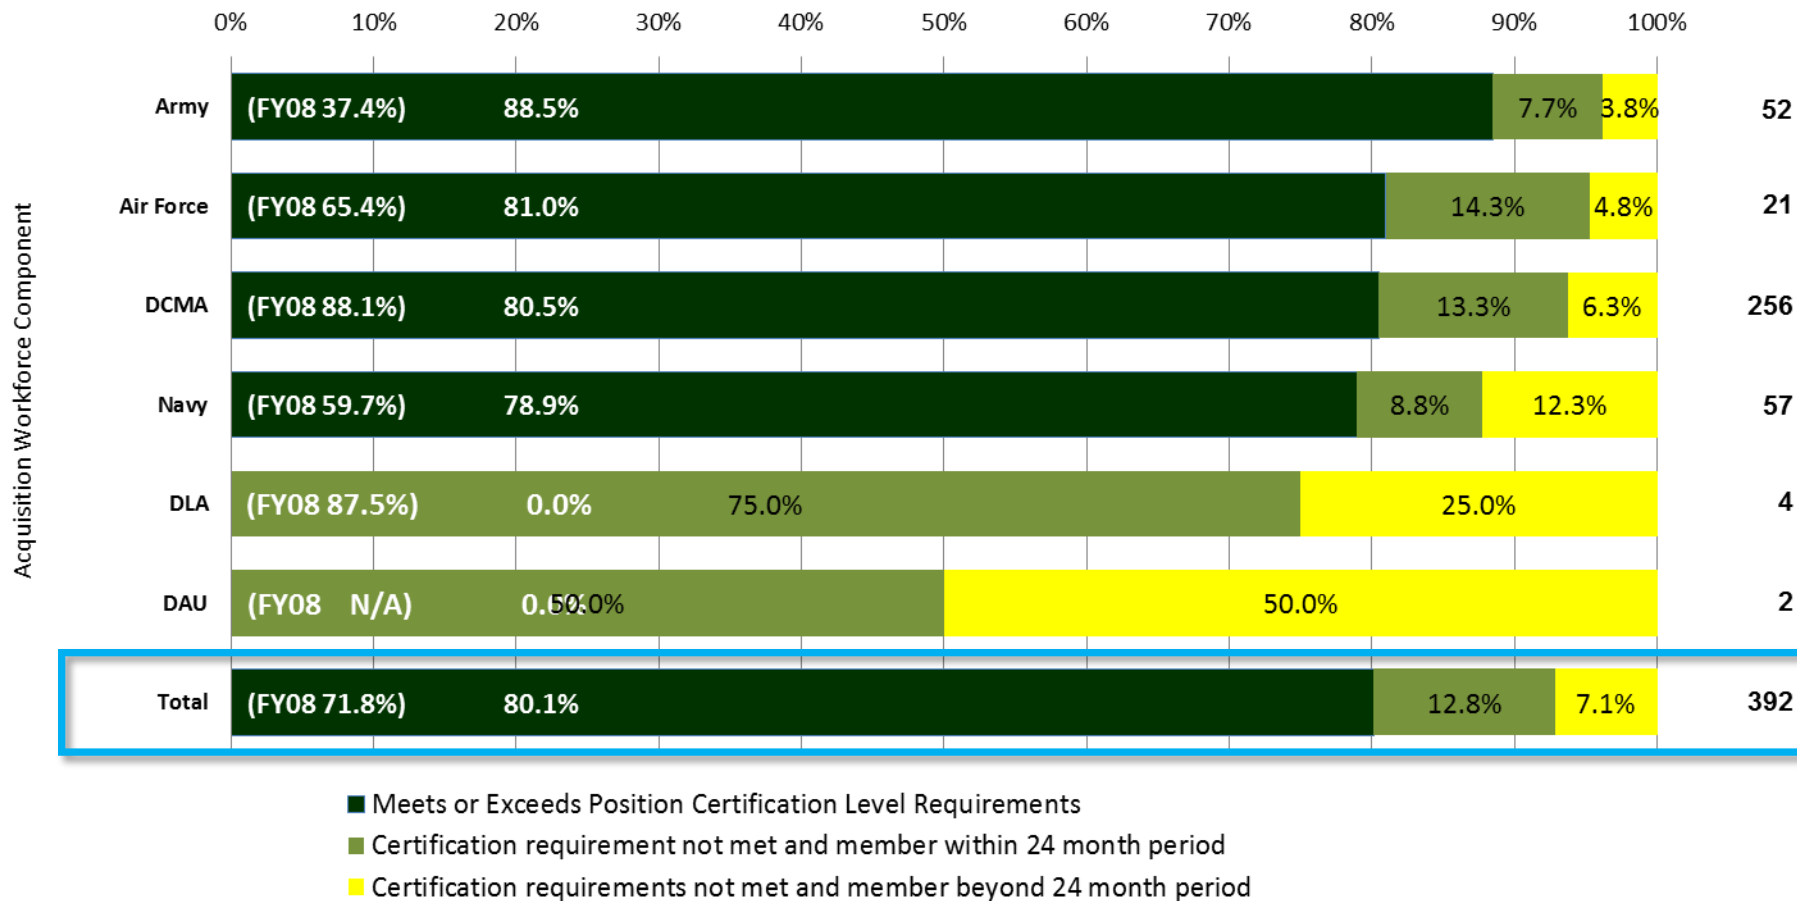 0% 10% 20% 30% 40% 50% 60% 70% 80% 90% 100%
Acquisition Workforce Component
Army (FY08 37.4%) 88.5% 7.7% 3.8% 52
Air Force (FY08 65.4%) 81.0% 14.3% 4.8% 21
DCMA (FY08 88.1%) 80.5% 13.3% 6.3% 256
Navy (FY08 59.7%) 78.9% 8.8% 12.3% 57
DLA (FY08 87.5%) 0.0% 75.0% 25.0% 4
DAU (FY08 N/A) 0.0% 50.0% 50.0% 2
Total (FY08 71.8%) 80.1% 12.8% 7.1% 392
Meets or Exceeds Position Certification Level Requirements
Certification requirement not met and member within 24 month period
Certification requirements not met and member beyond 24 month period